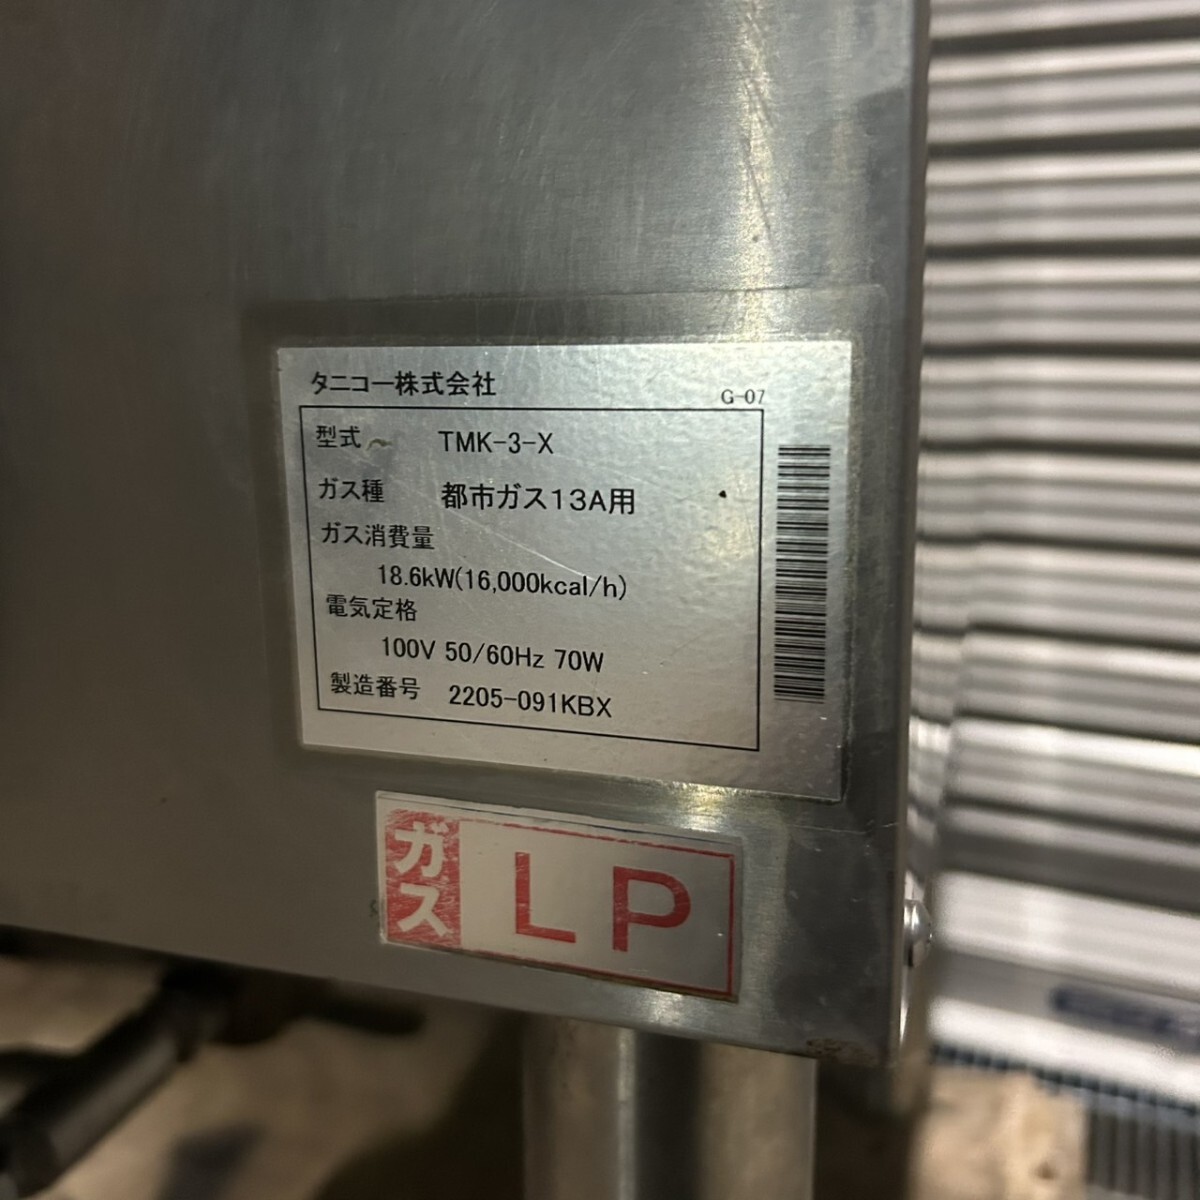 タニコー株式会社
G-07
型式 TMK-3-X
ガス種 都市ガス13A用
ガス消費量
18.6kW(16,000kcal/h)
電気定格
100V 50/60Hz 70W
製造番号 2205-091KBX
ガス LP